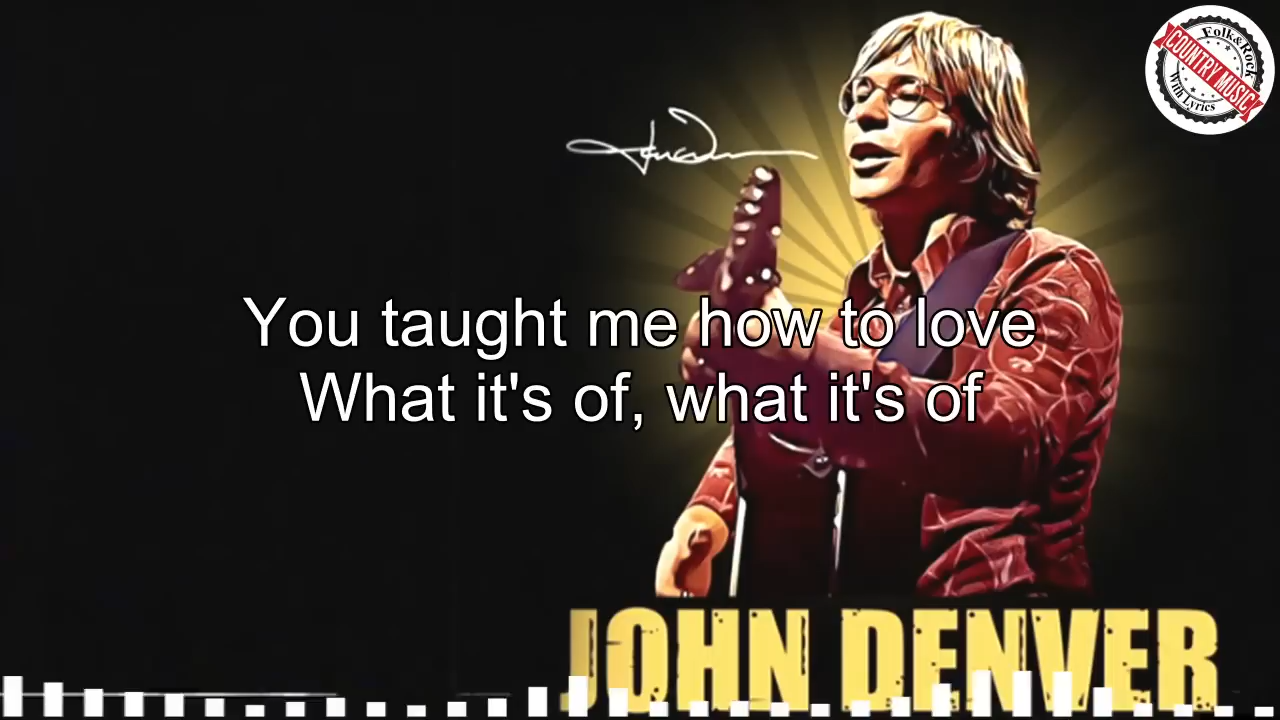 Folk&Rock
COUNTRY MUSIC
With Lyrics
You taught me how to love
What it's of, what it's of
JOHN DENVER